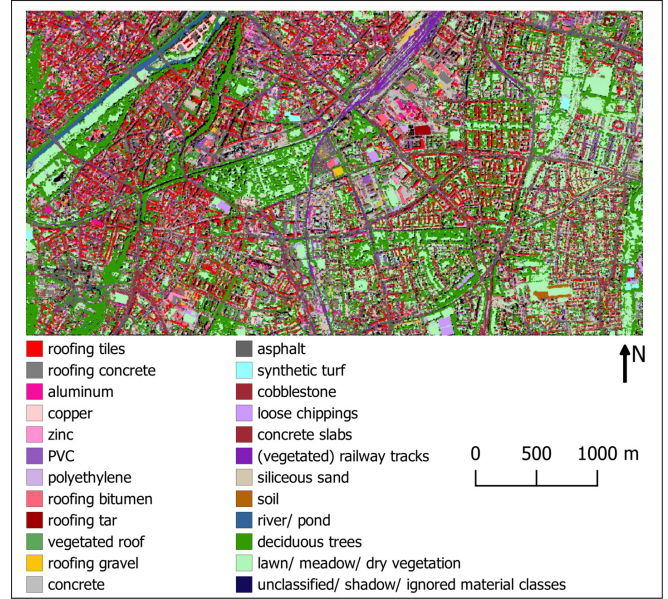 roofing tiles
roofing concrete
aluminum
copper
zinc
PVC
polyethylene
roofing bitumen
roofing tar
vegetated roof
roofing gravel
concrete
asphalt
synthetic turf
cobblestone
loose chippings
concrete slabs
(vegetated) railway tracks
siliceous sand
soil
river/ pond
deciduous trees
lawn/ meadow/ dry vegetation
unclassified/ shadow/ ignored material classes
N
0 500 1000 m